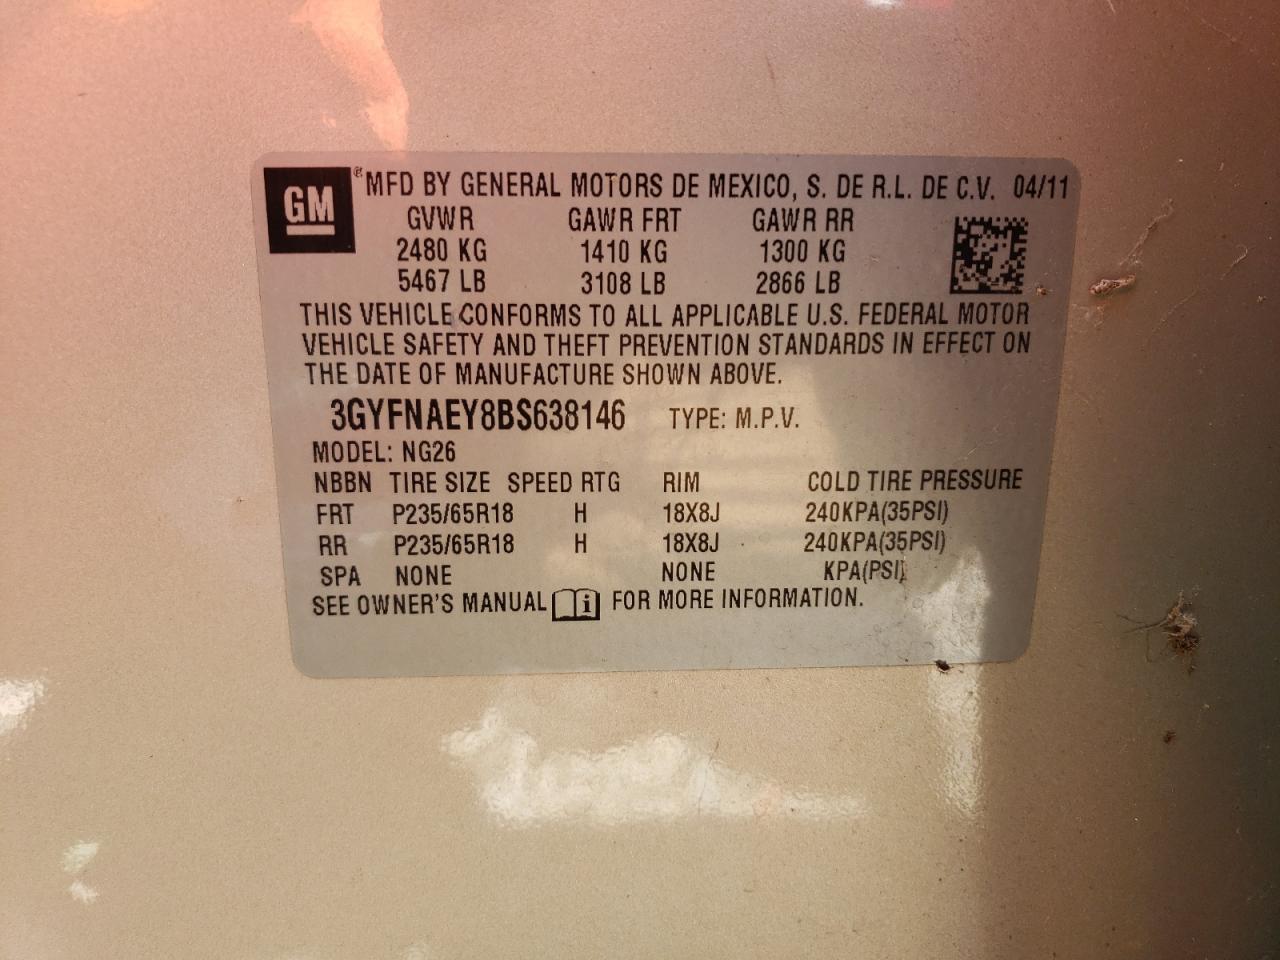 GM ® MFD BY GENERAL MOTORS DE MEXICO, S. DE R.L. DE C.V. 04/11
GVWR GAWR FRT GAWR RR
2480 KG 1410 KG 1300 KG
5467 LB 3108 LB 2866 LB
THIS VEHICLE CONFORMS TO ALL APPLICABLE U.S. FEDERAL MOTOR
VEHICLE SAFETY AND THEFT PREVENTION STANDARDS IN EFFECT ON
THE DATE OF MANUFACTURE SHOWN ABOVE.
3GYFNAEY8BS638146 TYPE: M.P.V.
MODEL: NG26
NBBN TIRE SIZE SPEED RTG RIM COLD TIRE PRESSURE
FRT P235/65R18 H 18X8J 240KPA(35PSI)
RR P235/65R18 H 18X8J 240KPA(35PSI)
SPA NONE NONE KPA(PSI)
SEE OWNER'S MANUAL i FOR MORE INFORMATION.